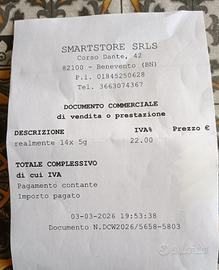 SMARTSTORE SRLS
Corso Dante, 42
82100 - Benevento (BN)
P.i. 01845250628
Tel. 3663074367
DOCUMENTO COMMERCIALE
di vendita o prestazione
DESCRIZIONE IVA% Prezzo €
realmente 14x 5g 22.00
TOTALE COMPLESSIVO
di cui IVA
Pagamento contante
Importo pagato
03-03-2026 19:53:38
Documento N.DCW2026/5658-5803
subito